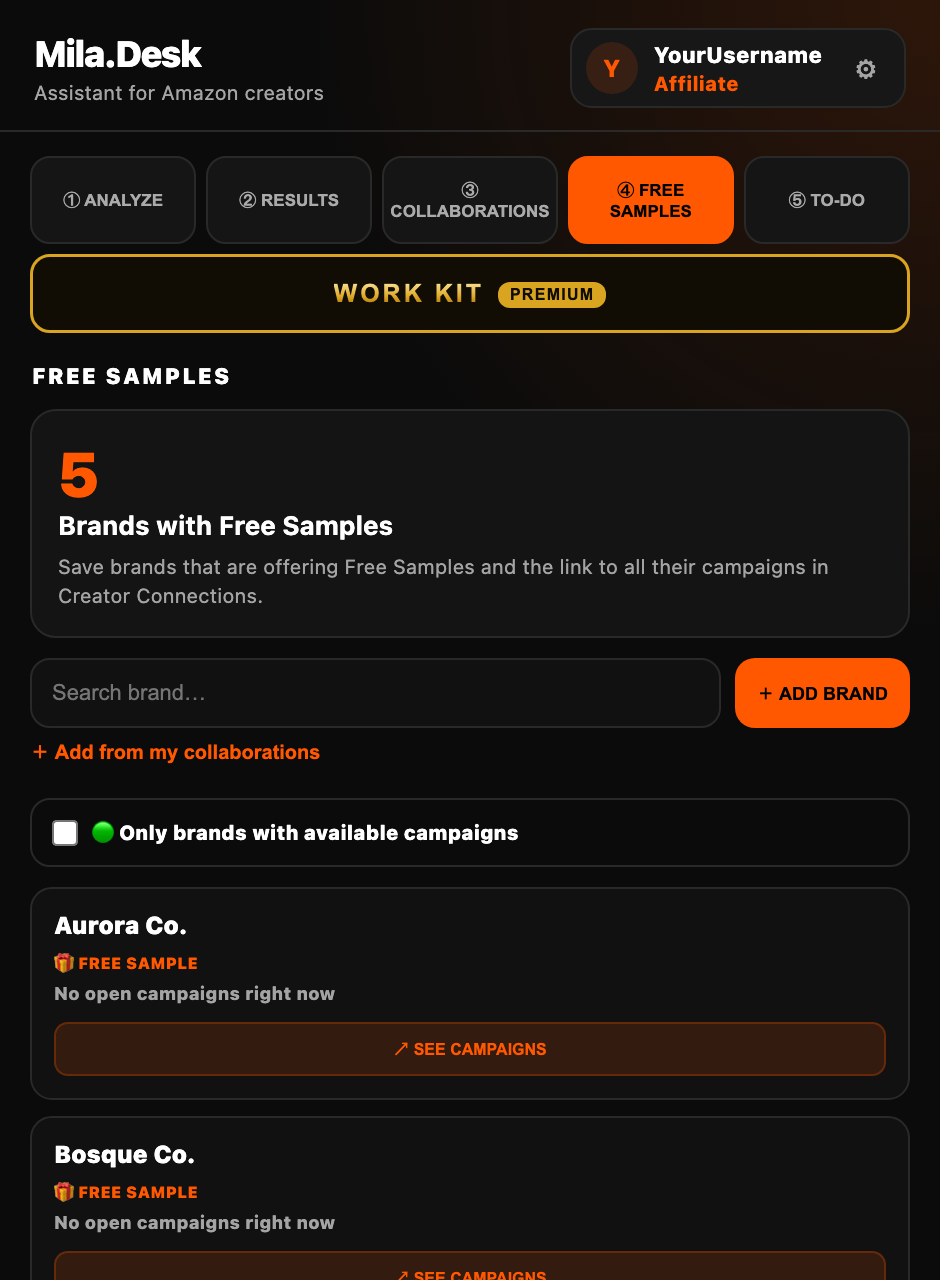 Mila.Desk
Assistant for Amazon creators
Y
YourUsername
Affiliate
① ANALYZE
② RESULTS
③
COLLABORATIONS
④ FREE
SAMPLES
⑤ TO-DO
WORK KIT PREMIUM
FREE SAMPLES
5
Brands with Free Samples
Save brands that are offering Free Samples and the link to all their campaigns in
Creator Connections.
Search brand…
+ ADD BRAND
+ Add from my collaborations
Only brands with available campaigns
Aurora Co.
FREE SAMPLE
No open campaigns right now
↗ SEE CAMPAIGNS
Bosque Co.
FREE SAMPLE
No open campaigns right now
↗ SEE CAMPAIGNS